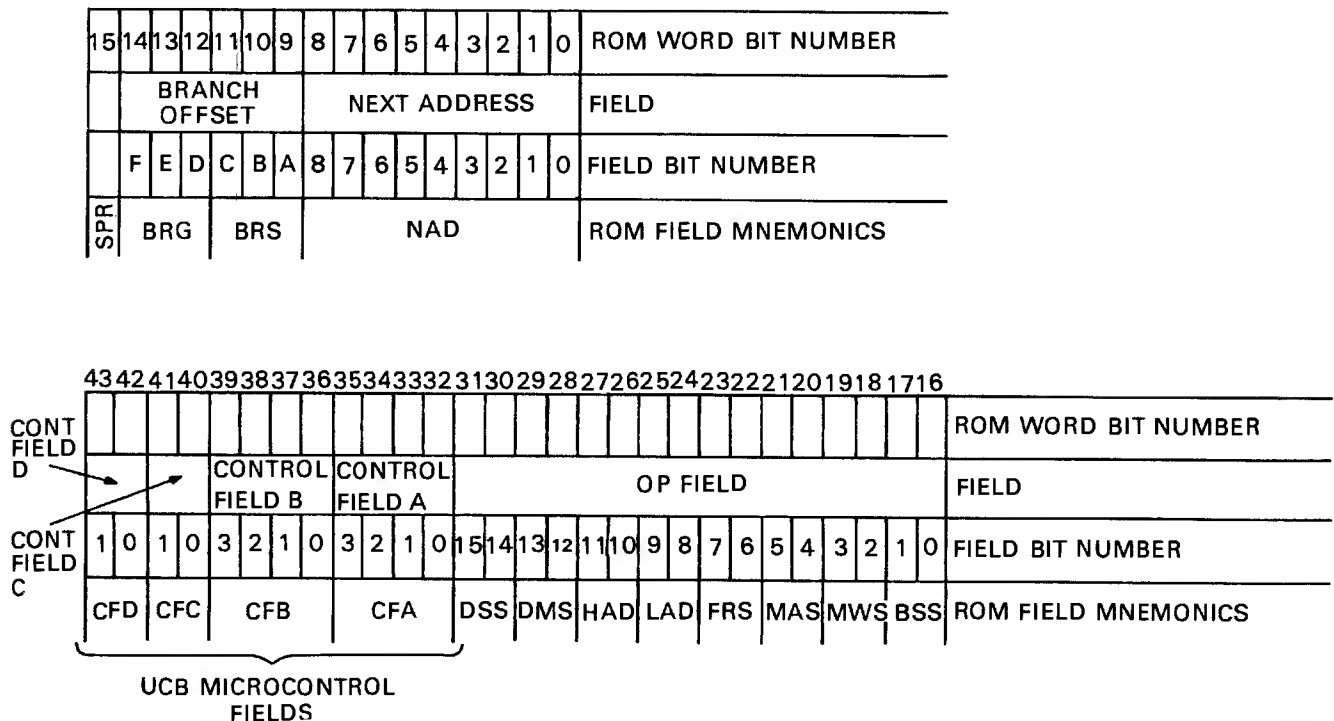 15 14 13 12 11 10 9 8 7 6 5 4 3 2 1 0 ROM WORD BIT NUMBER
BRANCH OFFSET NEXT ADDRESS FIELD
F E D C B A 8 7 6 5 4 3 2 1 0 FIELD BIT NUMBER
SPR BRG BRS NAD ROM FIELD MNEMONICS
43 42 41 40 39 38 37 36 35 34 33 32 31 30 29 28 27 26 25 24 23 22 21 20 19 18 17 16
ROM WORD BIT NUMBER
CONT
FIELD
D
CONTROL FIELD B CONTROL FIELD A OP FIELD FIELD
CONT
FIELD
C
1 0 1 0 3 2 1 0 3 2 1 0 15 14 13 12 11 10 9 8 7 6 5 4 3 2 1 0 FIELD BIT NUMBER
CFD CFC CFB CFA DSS DMS HAD LAD FRS MAS MWS BSS ROM FIELD MNEMONICS
UCB MICROCONTROL
FIELDS